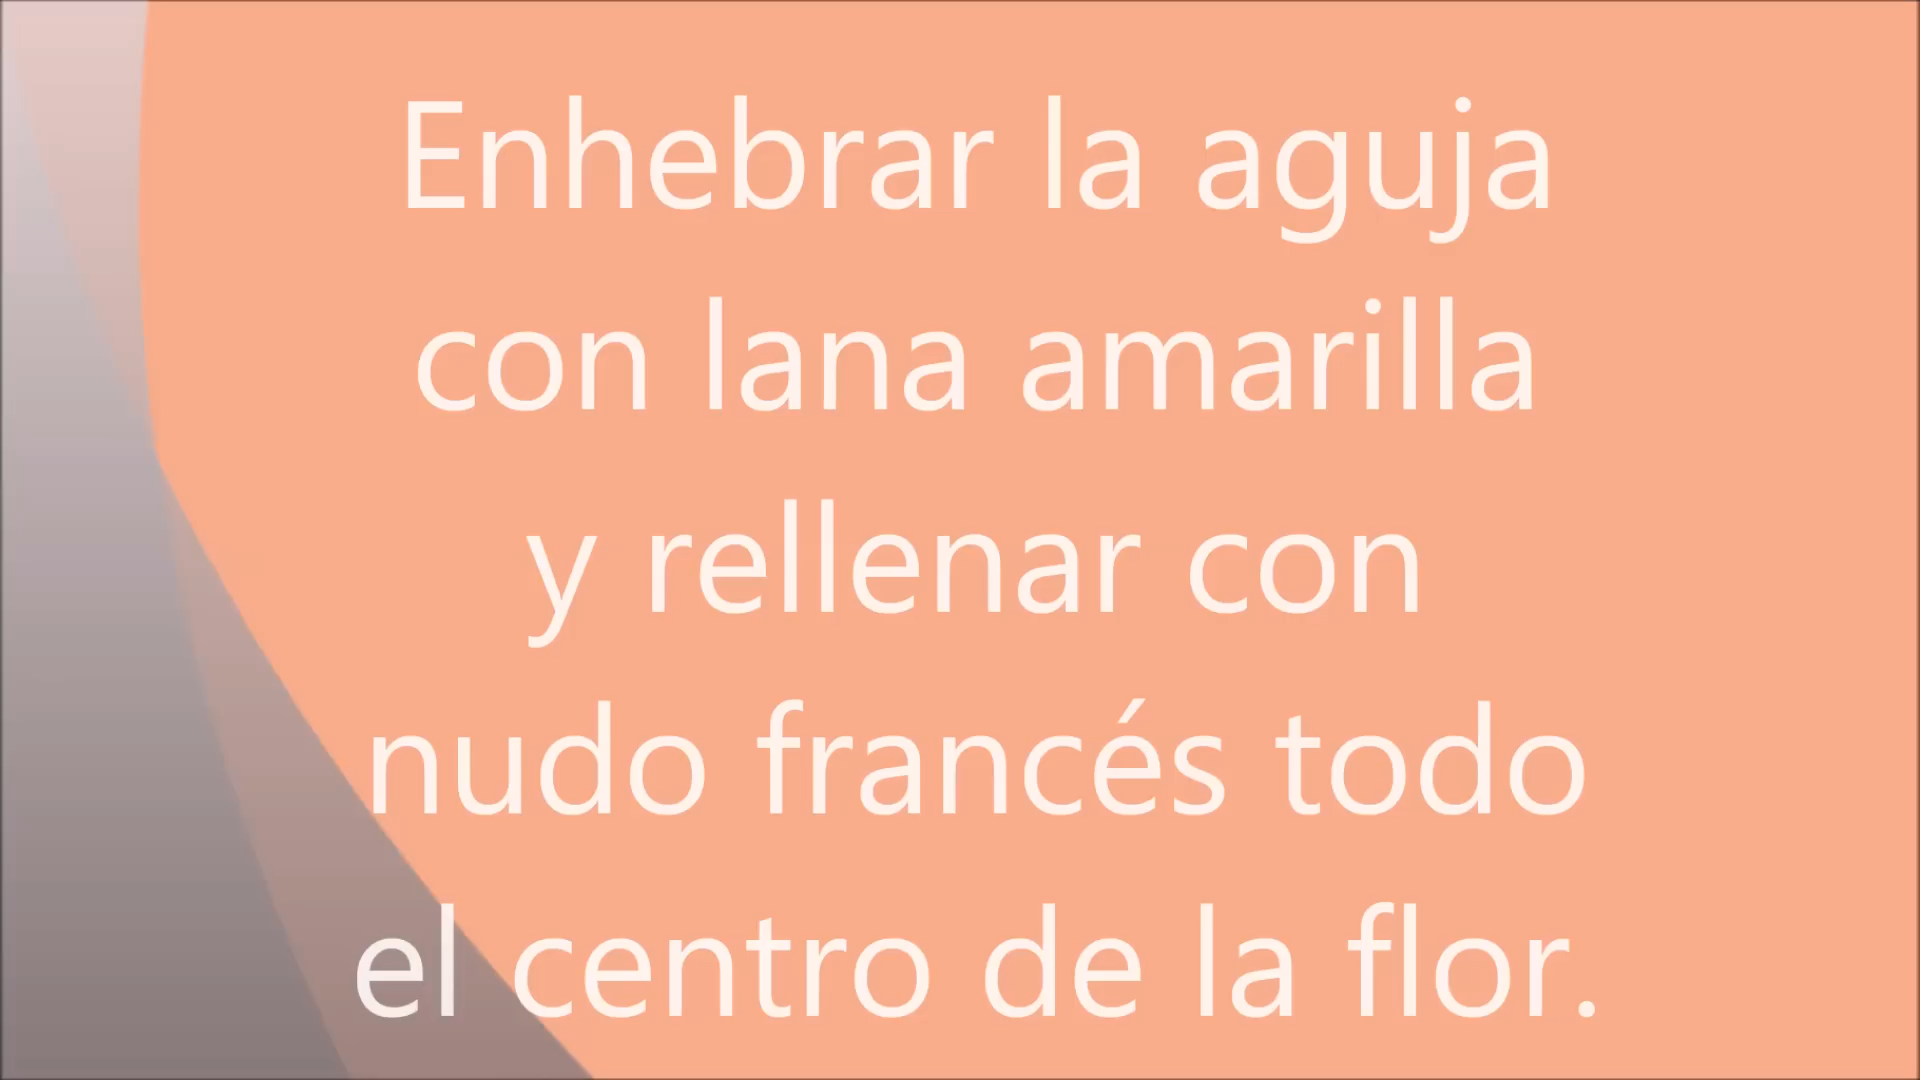 Enhebrar la aguja
con lana amarilla
y rellenar con
nudo francés todo
el centro de la flor.